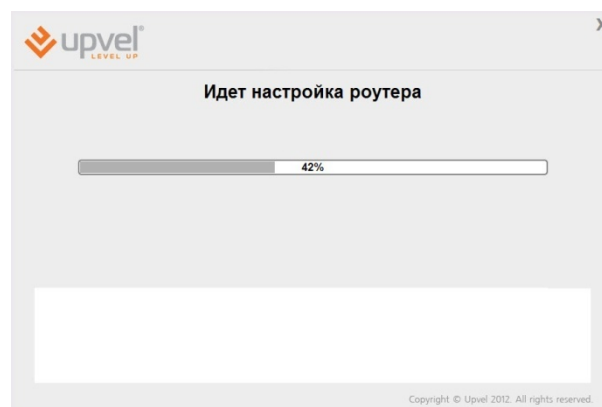 upvel®
LEVEL UP
Идет настройка роутера
42%
Copyright © Upvel 2012. All rights reserved.